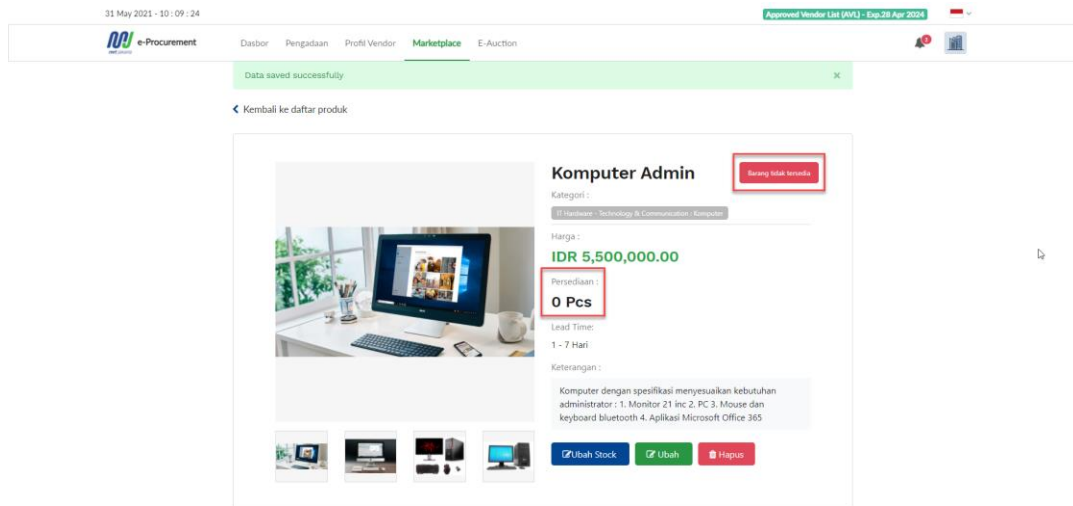 31 May 2021 - 10 : 09 : 24
Approved Vendor List (AVL) - Exp.28 Apr 2024
e-Procurement
Dasbor Pengadaan Profil Vendor Marketplace E-Auction
Data saved successfully
Kembali ke daftar produk
Komputer Admin
Barang tidak tersedia
Kategori :
IT Hardware - Technology & Communication : Komputer
Harga :
IDR 5,500,000.00
Persediaan :
0 Pcs
Lead Time:
1 - 7 Hari
Keterangan :
Komputer dengan spesifikasi menyesuaikan kebutuhan
administrator : 1. Monitor 21 inc 2. PC 3. Mouse dan
keyboard bluetooth 4. Aplikasi Microsoft Office 365
Ubah Stock Ubah Hapus